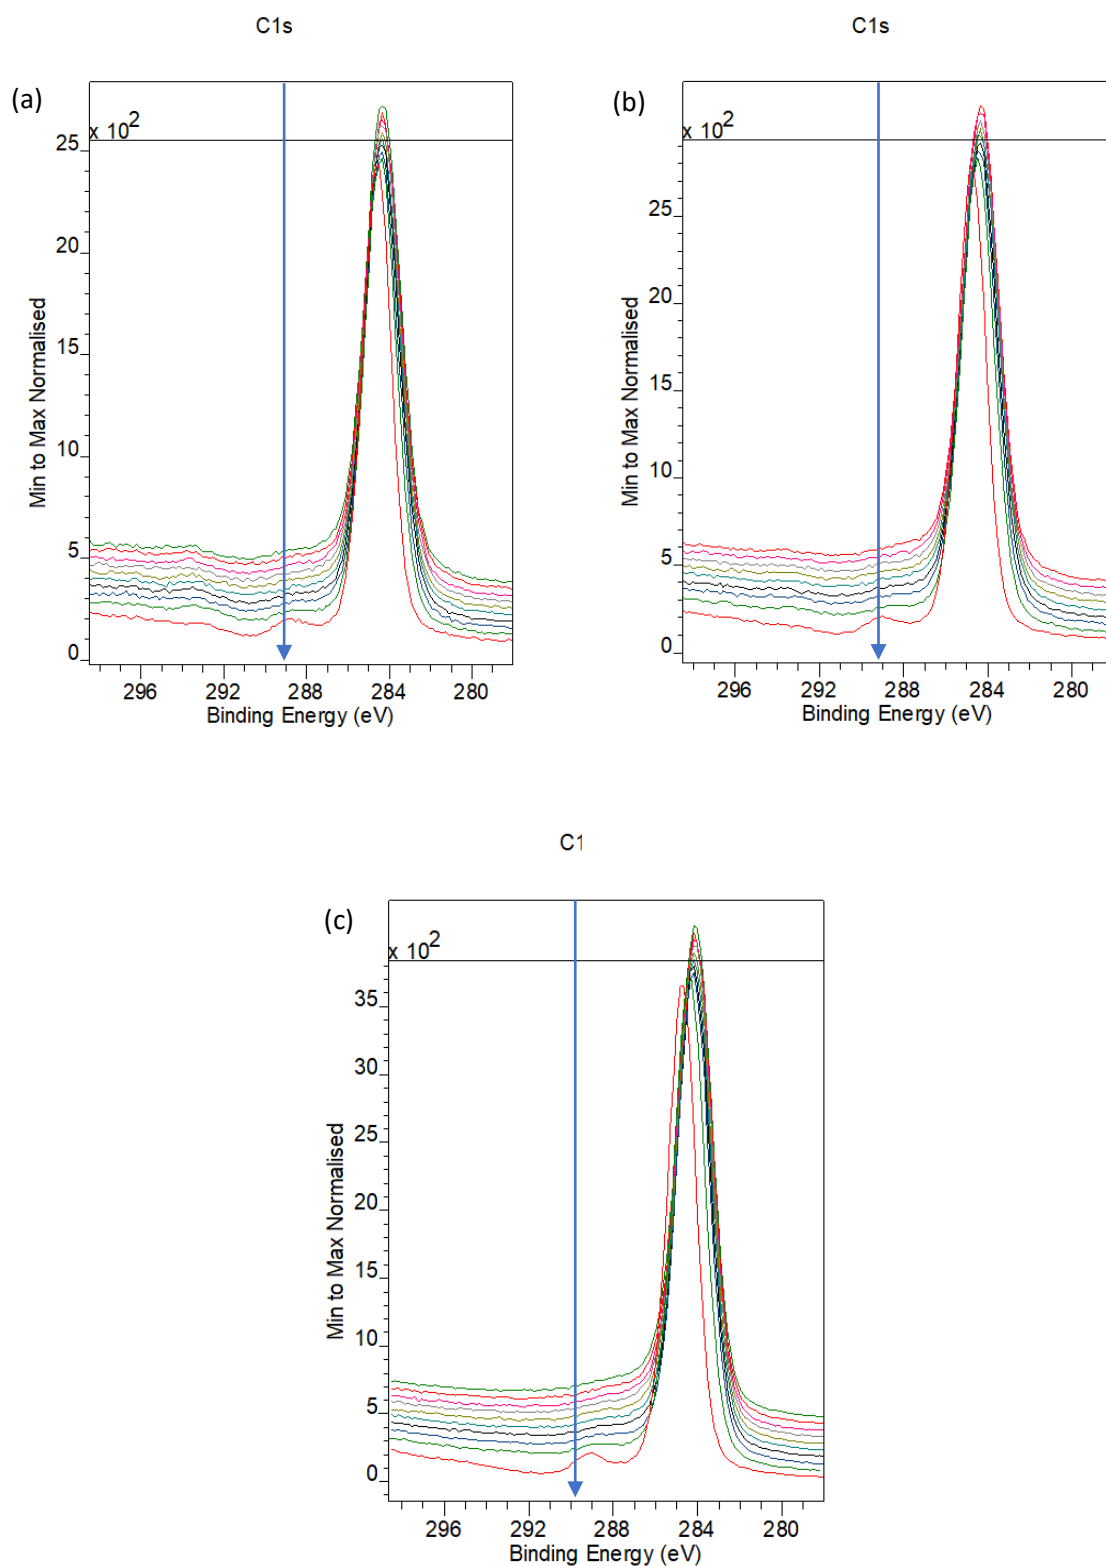 C1s
C1s
(a)
(b)
x 10^2
x 10^2
25
20
15
10
5
0
Min to Max Normalised
296 292 288 284 280
Binding Energy (eV)
25
20
15
10
5
0
Min to Max Normalised
296 292 288 284 280
Binding Energy (eV)
C1
(c)
x 10^2
35
30
25
20
15
10
5
0
Min to Max Normalised
296 292 288 284 280
Binding Energy (eV)